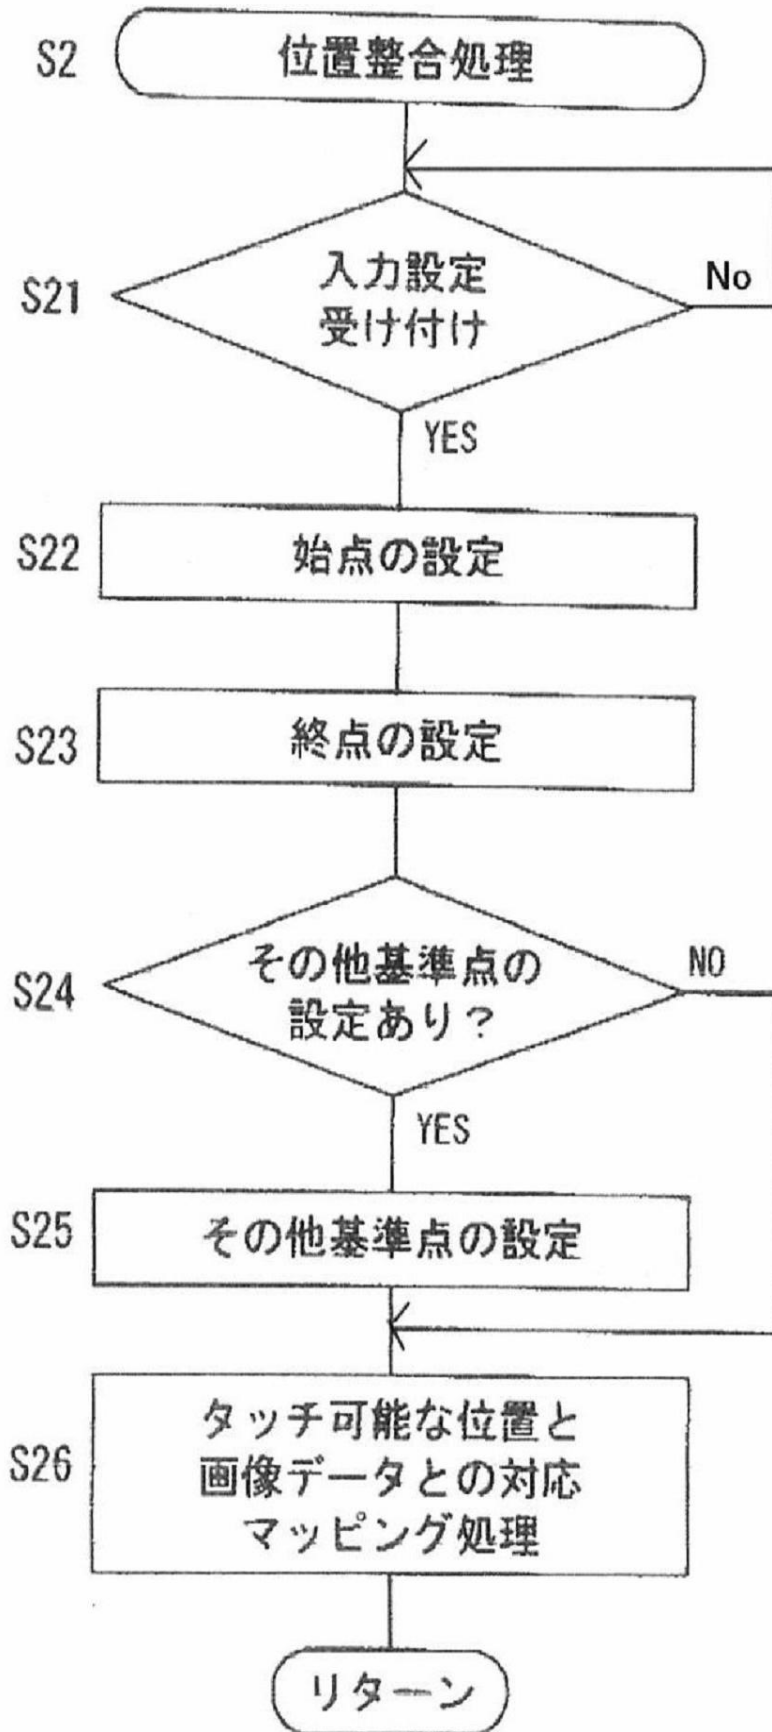 S2
位置整合処理
S21
入力設定
受け付け
No
YES
S22
始点の設定
S23
終点の設定
S24
その他基準点の
設定あり?
NO
YES
S25
その他基準点の設定
S26
タッチ可能な位置と
画像データとの対応
マッピング処理
リターン